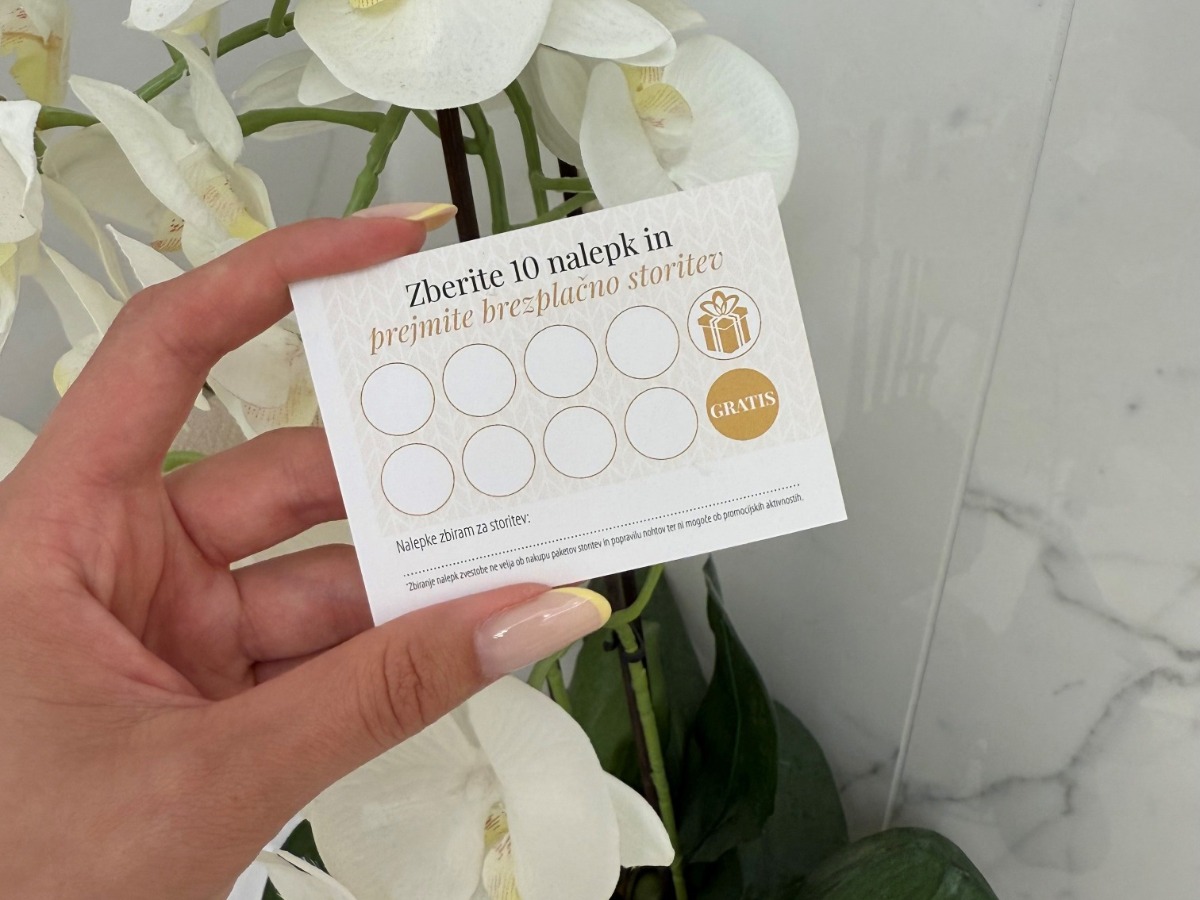 Zberite 10 nalepk in
prejmite brezplačno storitev
GRATIS
Nalepke zbiram za storitev:
*Zbiranje nalepk zvestobe ne velja ob nakupu paketov storitev in popravilu nohtov ter ni mogoče ob promocijskih aktivnostih.